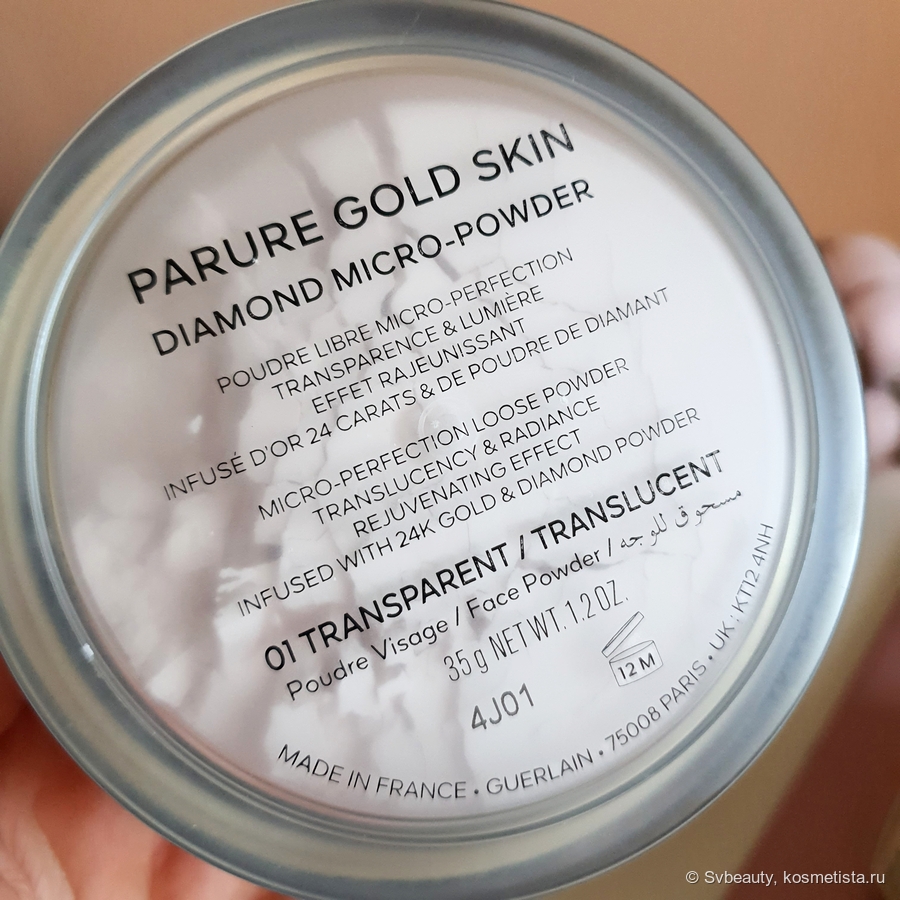 PARURE GOLD SKIN
DIAMOND MICRO-POWDER
POUDRE LIBRE MICRO-PERFECTION
TRANSPARENCE & LUMIÈRE
EFFET RAJEUNISSANT
INFUSÉ D'OR 24 CARATS & DE POUDRE DE DIAMANT
MICRO-PERFECTION LOOSE POWDER
TRANSLUCENCY & RADIANCE
REJUVENATING EFFECT
INFUSED WITH 24K GOLD & DIAMOND POWDER
01 TRANSPARENT / TRANSLUCENT
Poudre Visage / Face Powder / مسحوق للوجه
35g NET WT. 1.2 OZ.
12 M
4J01
MADE IN FRANCE • GUERLAIN • 75008 PARIS • UK : KT12 4NH
© Svbeauty, kosmetista.ru